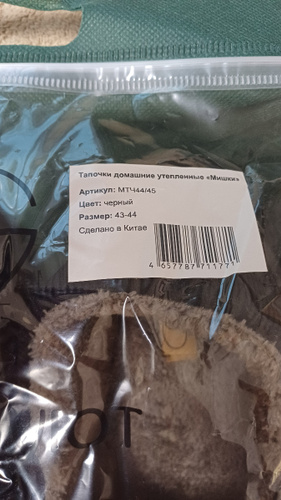 Тапочки домашние утепленные «Мишки»
Артикул: МТЧ44/45
Цвет: черный
Размер: 43-44
Сделано в Китае
4 657787 711771